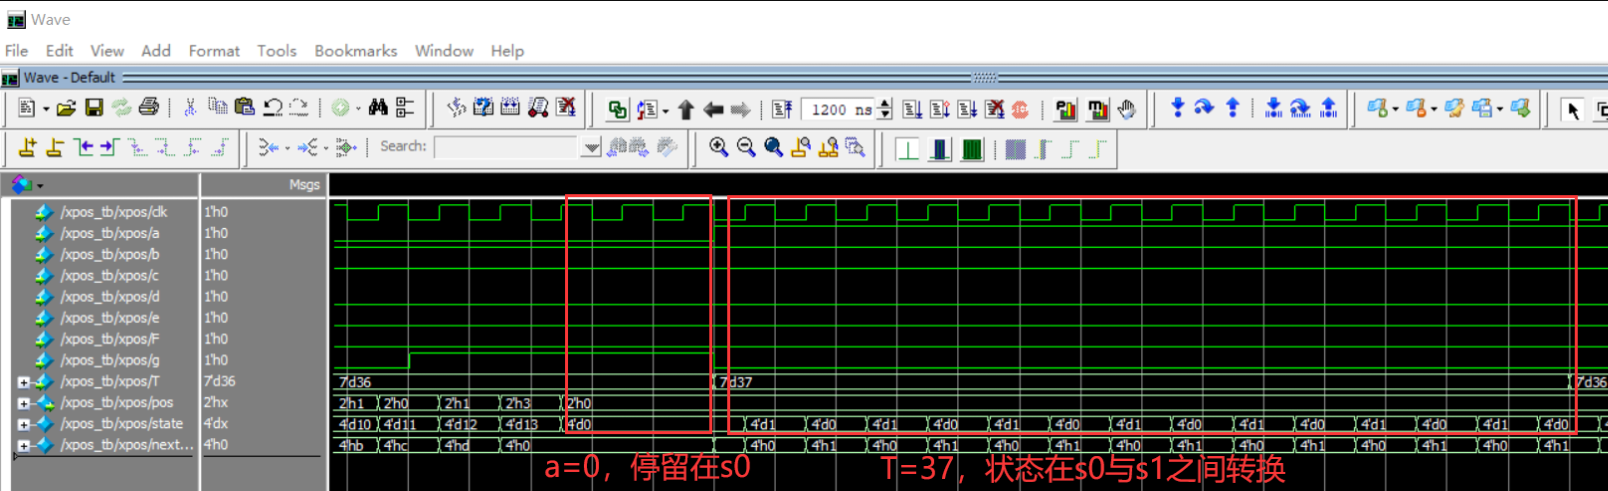 Wave
File Edit View Add Format Tools Bookmarks Window Help
Wave - Default
1200 ns
Search:
Msgs
/xpos_tb/xpos/clk 1'h0
/xpos_tb/xpos/a 1'h0
/xpos_tb/xpos/b 1'h0
/xpos_tb/xpos/c 1'h0
/xpos_tb/xpos/d 1'h0
/xpos_tb/xpos/e 1'h0
/xpos_tb/xpos/F 1'h0
/xpos_tb/xpos/g 1'h0
/xpos_tb/xpos/T 7'd36 7'd36 7'd37 7'd36
/xpos_tb/xpos/pos 2'hx 2'h1 2'h0 2'h1 2'h3 2'h0
/xpos_tb/xpos/state 4'dx 4'd10 4'd11 4'd12 4'd13 4'd0 4'd1 4'd0 4'd1 4'd0 4'd1 4'd0 4'd1 4'd0 4'd1 4'd0 4'd1 4'd0 4'd1 4'd0
/xpos_tb/xpos/next... 4'h0 4'hb 4'hc 4'hd 4'h0 4'h0 4'h1 4'h0 4'h1 4'h0 4'h1 4'h0 4'h1 4'h0 4'h1 4'h0 4'h1 4'h0 4'h1
a=0，停留在s0 T=37，状态在s0与s1之间转换